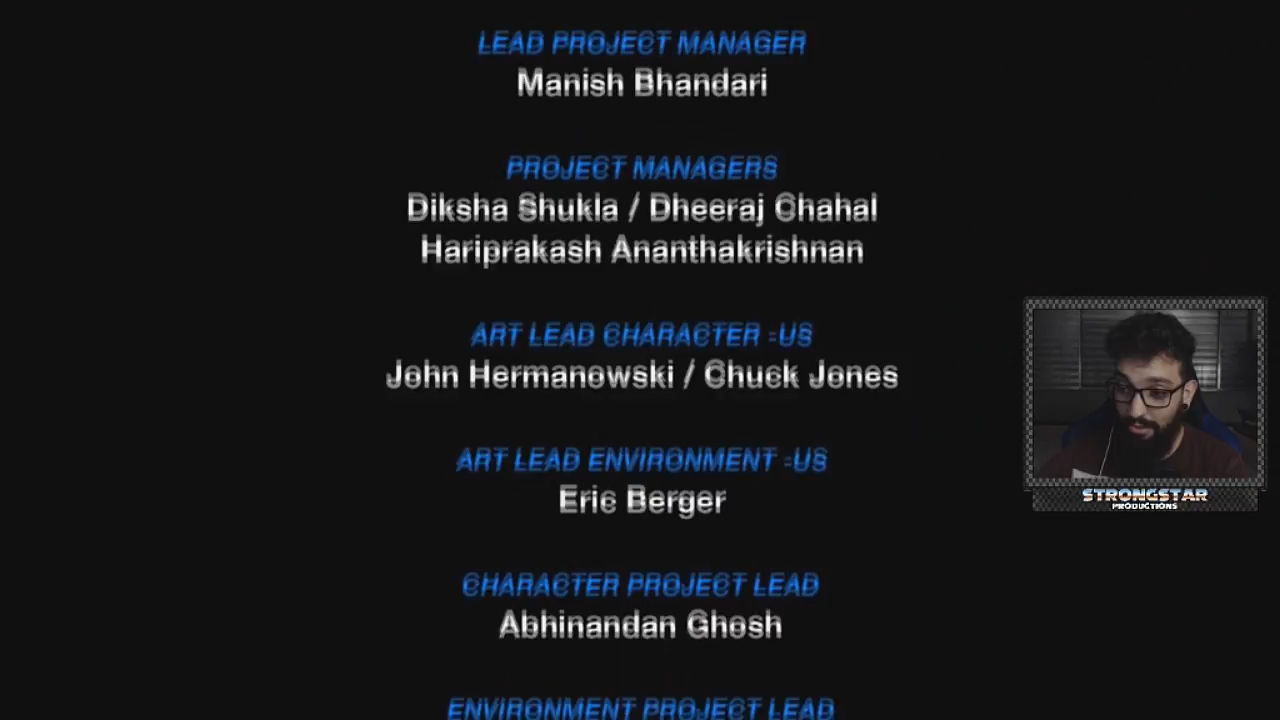 LEAD PROJECT MANAGER
Manish Bhandari
PROJECT MANAGERS
Diksha Shukla / Dheeraj Chahal
Hariprakash Ananthakrishnan
ART LEAD CHARACTER -US
John Hermanowski / Chuck Jones
ART LEAD ENVIRONMENT -US
Eric Berger
CHARACTER PROJECT LEAD
Abhinandan Ghosh
ENVIRONMENT PROJECT LEAD
STRONGSTAR
PRODUCTIONS